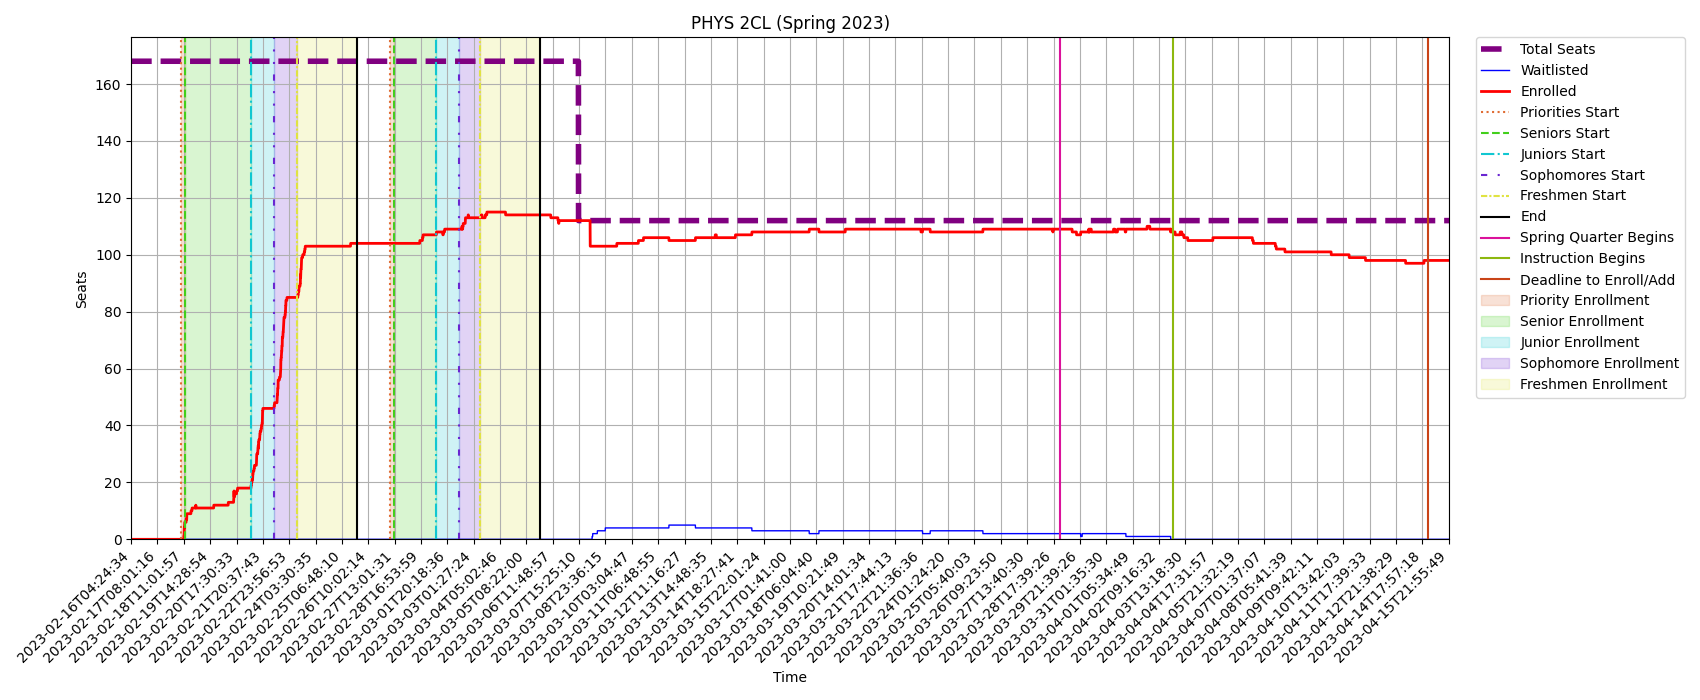 PHYS 2CL (Spring 2023)
Seats
160
140
120
100
80
60
40
20
0
2023-02-16T04:24:34
2023-02-17T08:01:16
2023-02-18T11:01:57
2023-02-19T14:28:54
2023-02-20T17:30:33
2023-02-21T20:37:43
2023-02-22T23:56:53
2023-02-24T03:30:35
2023-02-25T06:48:10
2023-02-26T10:02:14
2023-02-27T13:01:31
2023-02-28T16:53:59
2023-03-01T20:18:36
2023-03-03T01:27:24
2023-03-04T05:02:46
2023-03-05T08:22:00
2023-03-06T11:48:57
2023-03-07T15:25:10
2023-03-08T23:36:15
2023-03-10T03:04:47
2023-03-11T06:48:55
2023-03-12T11:16:27
2023-03-13T14:48:35
2023-03-14T18:27:41
2023-03-15T22:01:24
2023-03-17T01:41:00
2023-03-18T06:04:40
2023-03-19T10:21:49
2023-03-20T14:01:34
2023-03-21T17:44:13
2023-03-22T21:36:36
2023-03-24T01:24:20
2023-03-25T05:40:03
2023-03-26T09:23:50
2023-03-27T13:40:30
2023-03-28T17:39:26
2023-03-29T21:39:26
2023-03-31T01:35:30
2023-04-01T05:34:49
2023-04-02T09:16:32
2023-04-03T13:18:30
2023-04-04T17:31:57
2023-04-05T21:32:19
2023-04-07T01:37:07
2023-04-08T05:41:39
2023-04-09T09:42:11
2023-04-10T13:42:03
2023-04-11T17:39:33
2023-04-12T21:38:29
2023-04-14T17:57:18
2023-04-15T21:55:49
Time
Total Seats
Waitlisted
Enrolled
Priorities Start
Seniors Start
Juniors Start
Sophomores Start
Freshmen Start
End
Spring Quarter Begins
Instruction Begins
Deadline to Enroll/Add
Priority Enrollment
Senior Enrollment
Junior Enrollment
Sophomore Enrollment
Freshmen Enrollment